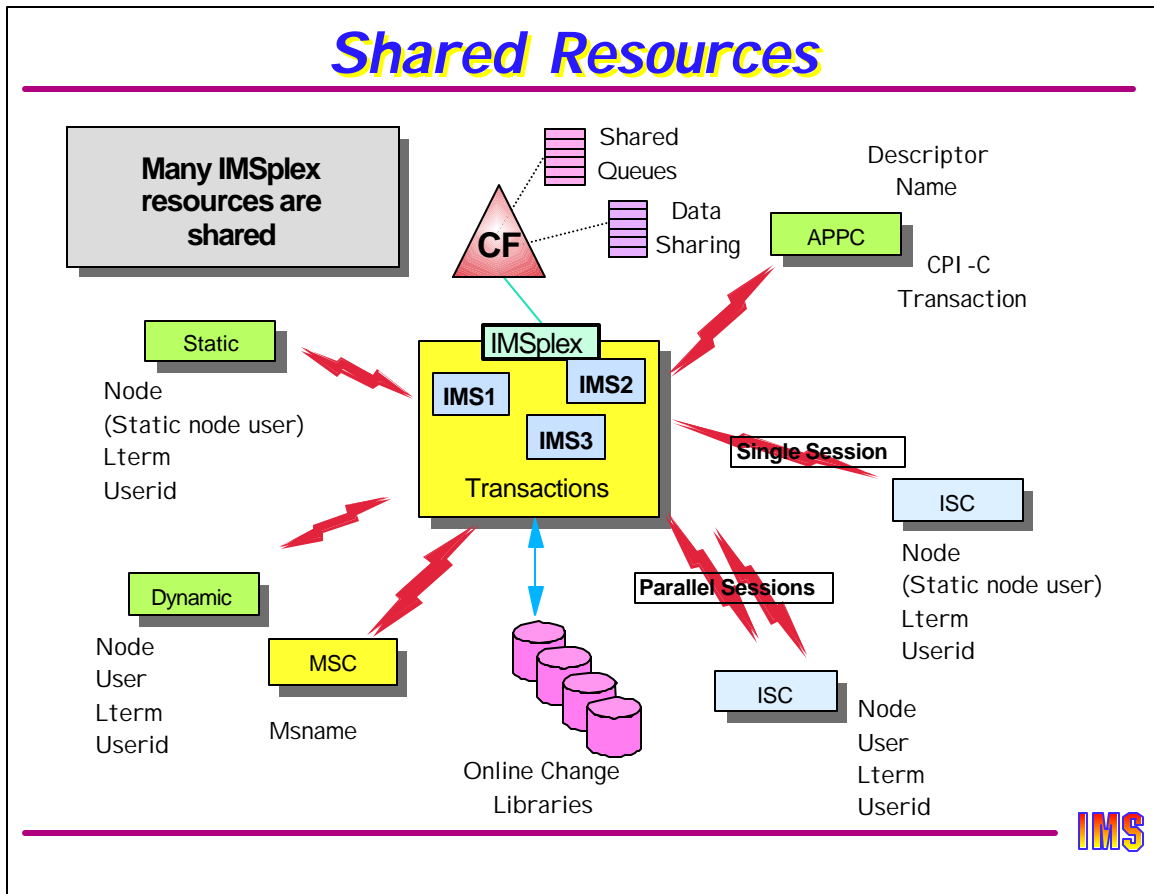 Shared Resources
Many IMSplex
resources are
shared
Shared
Queues
Data
Sharing
CF
Descriptor
Name
APPC
CPI-C
Transaction
Static
Node
(Static node user)
Lterm
Userid
IMSplex
IMS1
IMS2
IMS3
Transactions
Single Session
ISC
Node
(Static node user)
Lterm
Userid
Dynamic
Node
User
Lterm
Userid
MSC
Msname
Parallel Sessions
ISC
Node
User
Lterm
Userid
Online Change
Libraries
IMS